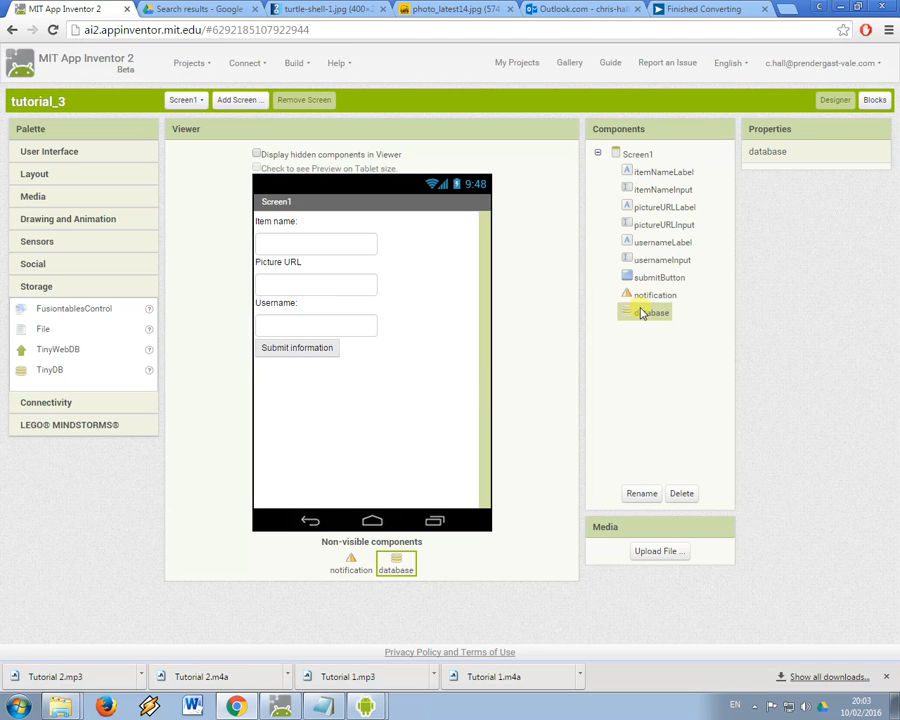 MIT App Inventor 2
Search results - Google
turtle-shell-1.jpg (400×2
photo_latest14.jpg (574
Outlook.com - chris-hal
Finished Converting
ai2.appinventor.mit.edu/#6292185107922944
MIT App Inventor 2
Beta
Projects
Connect
Build
Help
My Projects
Gallery
Guide
Report an Issue
English
c.hall@prendergast-vale.com
tutorial_3
Screen1
Add Screen ...
Remove Screen
Designer
Blocks
Palette
User Interface
Layout
Media
Drawing and Animation
Sensors
Social
Storage
FusiontablesControl
File
TinyWebDB
TinyDB
Connectivity
LEGO® MINDSTORMS®
Viewer
Display hidden components in Viewer
Check to see Preview on Tablet size.
9:48
Screen1
Item name:
Picture URL
Username:
Submit information
Non-visible components
notification
database
Components
Screen1
itemNameLabel
itemNameInput
pictureURLLabel
pictureURLInput
usernameLabel
usernameInput
submitButton
notification
database
Rename
Delete
Media
Upload File ...
Properties
database
Privacy Policy and Terms of Use
Tutorial 2.mp3
Tutorial 2.m4a
Tutorial 1.mp3
Tutorial 1.m4a
Show all downloads...
EN
20:03
10/02/2016